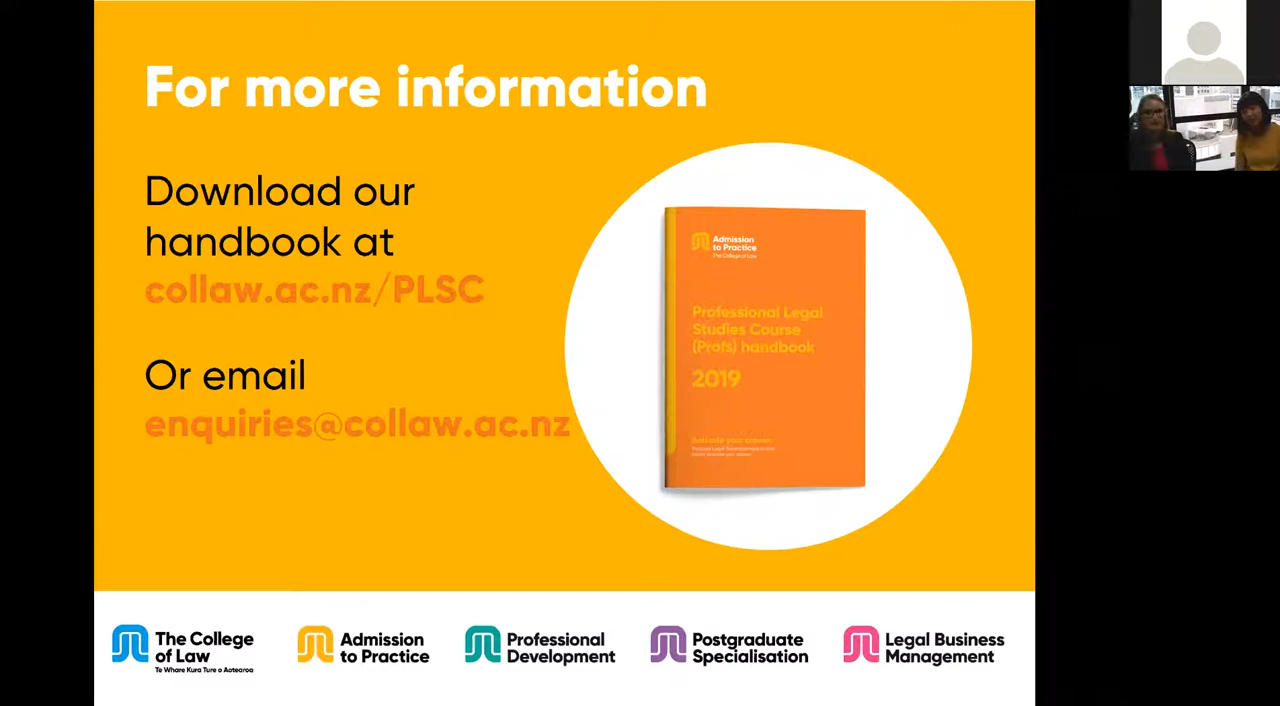 For more information
Download our
handbook at
collaw.ac.nz/PLSC
Or email
enquiries@collaw.ac.nz
Admission
to Practice
The College of Law
Professional Legal
Studies Course
(Profs) handbook
2019
The College
of Law
Te Whare Kura Ture o Aotearoa
Admission
to Practice
Professional
Development
Postgraduate
Specialisation
Legal Business
Management